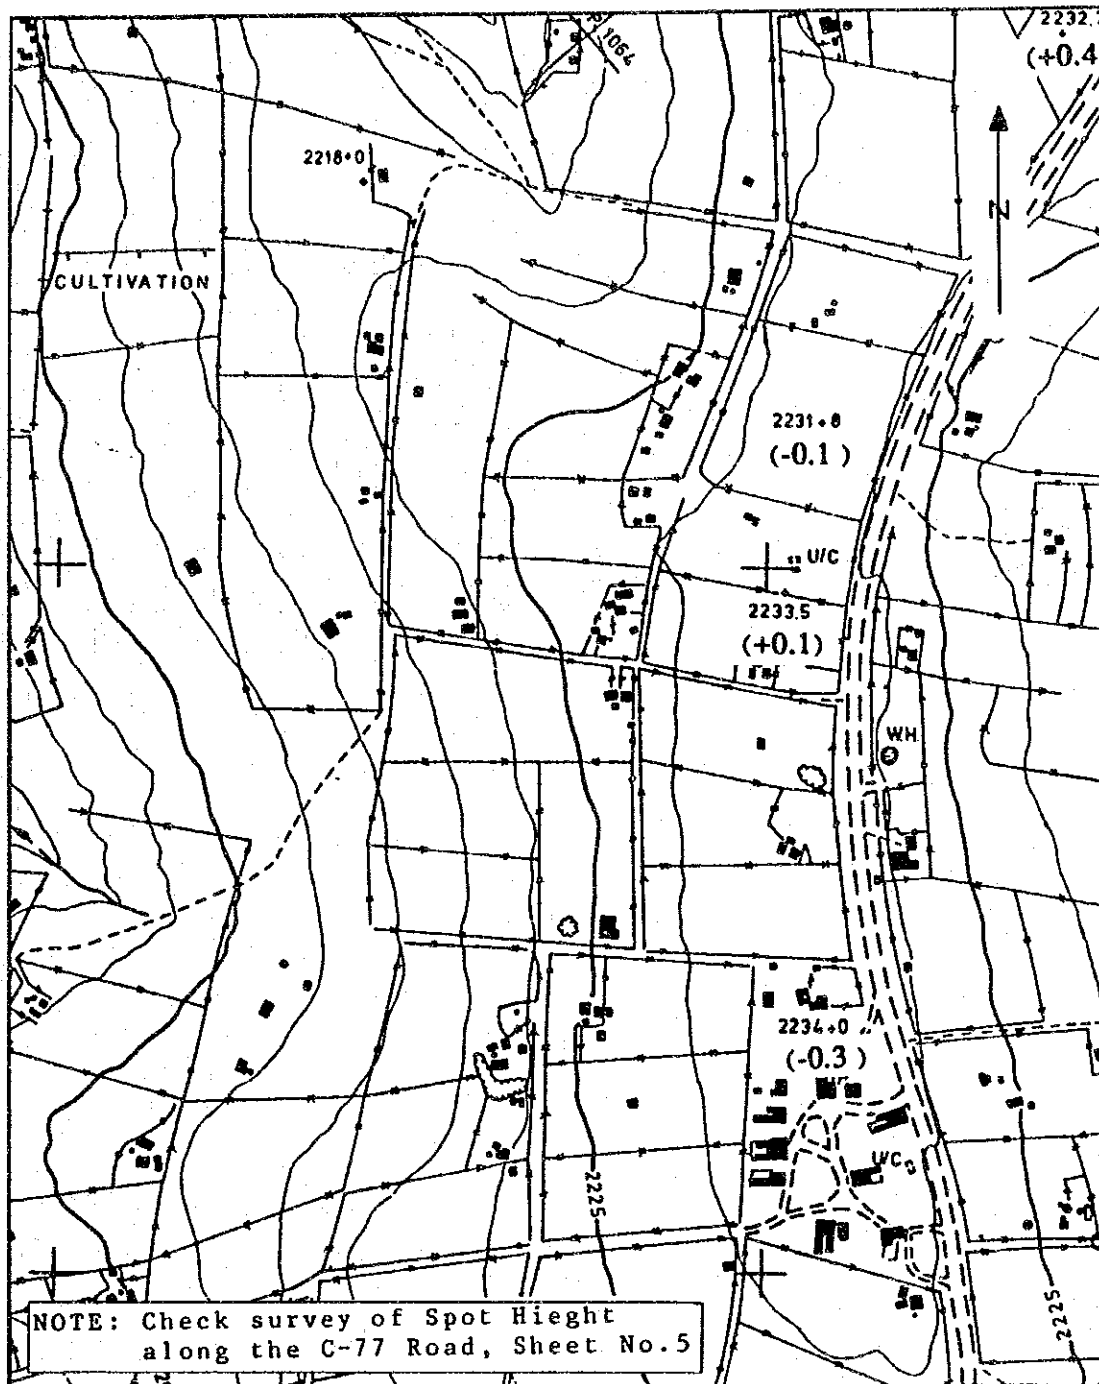 2232.
(+0.4
1064
2218+0
N
CULTIVATION
2231+8
(-0.1 )
U/C
2233.5
(+0.1)
W.H.
2234+0
(-0.3 )
U/C
2225
2225
NOTE: Check survey of Spot Hieght
along the C-77 Road, Sheet No.5